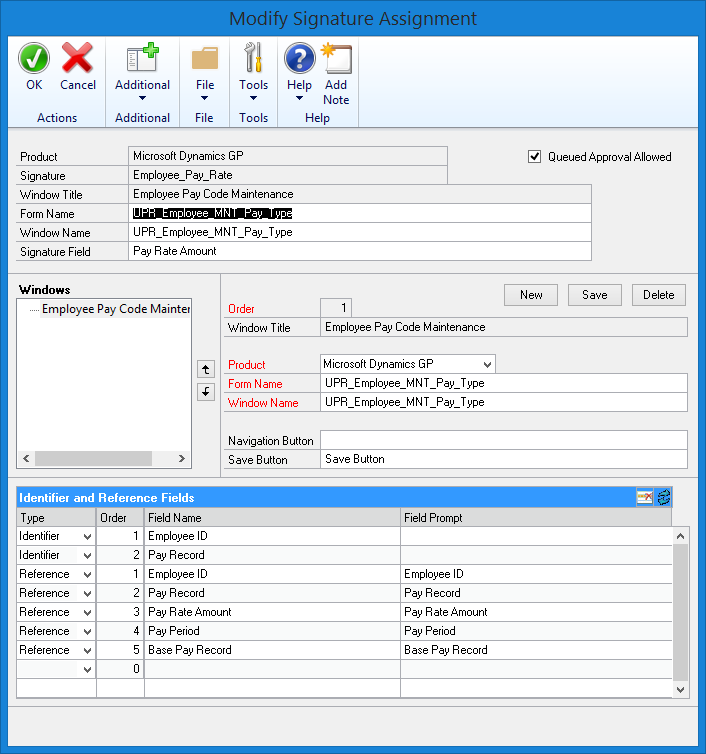 Modify Signature Assignment
OK Cancel Additional File Tools Help Add Note
Actions Additional File Tools Help
Product Microsoft Dynamics GP Queued Approval Allowed
Signature Employee_Pay_Rate
Window Title Employee Pay Code Maintenance
Form Name UPR_Employee_MNT_Pay_Type
Window Name UPR_Employee_MNT_Pay_Type
Signature Field Pay Rate Amount
Windows
Employee Pay Code Mainter
New Save Delete
Order 1
Window Title Employee Pay Code Maintenance
Product Microsoft Dynamics GP
Form Name UPR_Employee_MNT_Pay_Type
Window Name UPR_Employee_MNT_Pay_Type
Navigation Button
Save Button Save Button
Identifier and Reference Fields
Type Order Field Name Field Prompt
Identifier 1 Employee ID
Identifier 2 Pay Record
Reference 1 Employee ID Employee ID
Reference 2 Pay Record Pay Record
Reference 3 Pay Rate Amount Pay Rate Amount
Reference 4 Pay Period Pay Period
Reference 5 Base Pay Record Base Pay Record
0